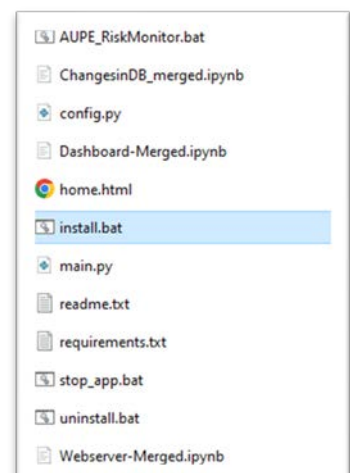 AUPE_RiskMonitor.bat
ChangesinDB_merged.ipynb
config.py
Dashboard-Merged.ipynb
home.html
install.bat
main.py
readme.txt
requirements.txt
stop_app.bat
uninstall.bat
Webserver-Merged.ipynb